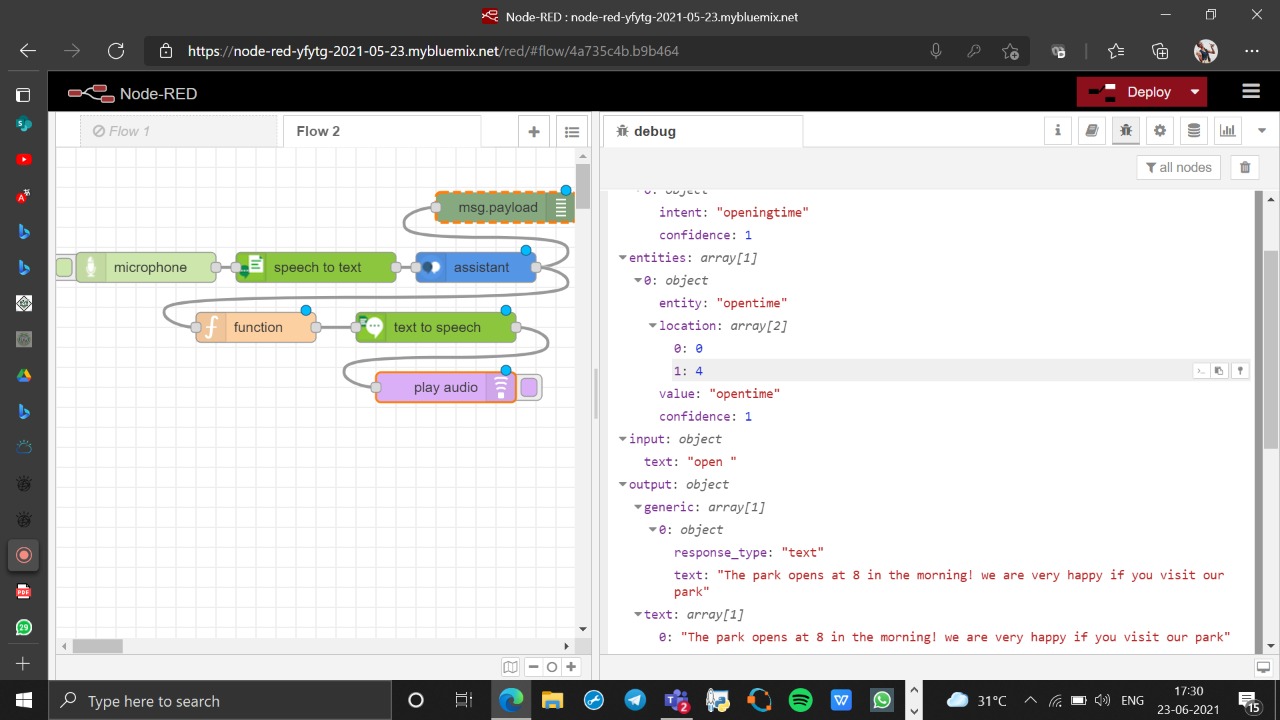 Node-RED : node-red-yfytg-2021-05-23.mybluemix.net
https://node-red-yfytg-2021-05-23.mybluemix.net/red/#flow/4a735c4b.b9b464
Node-RED
Deploy
Flow 1
Flow 2
debug
all nodes
msg.payload
microphone
speech to text
assistant
function
text to speech
play audio
0: object
intent: "openingtime"
confidence: 1
entities: array[1]
0: object
entity: "opentime"
location: array[2]
0: 0
1: 4
value: "opentime"
confidence: 1
input: object
text: "open "
output: object
generic: array[1]
0: object
response_type: "text"
text: "The park opens at 8 in the morning! we are very happy if you visit our
park"
text: array[1]
0: "The park opens at 8 in the morning! we are very happy if you visit our park"
PDF
29
Type here to search
2
31°C
ENG
17:30
23-06-2021
15